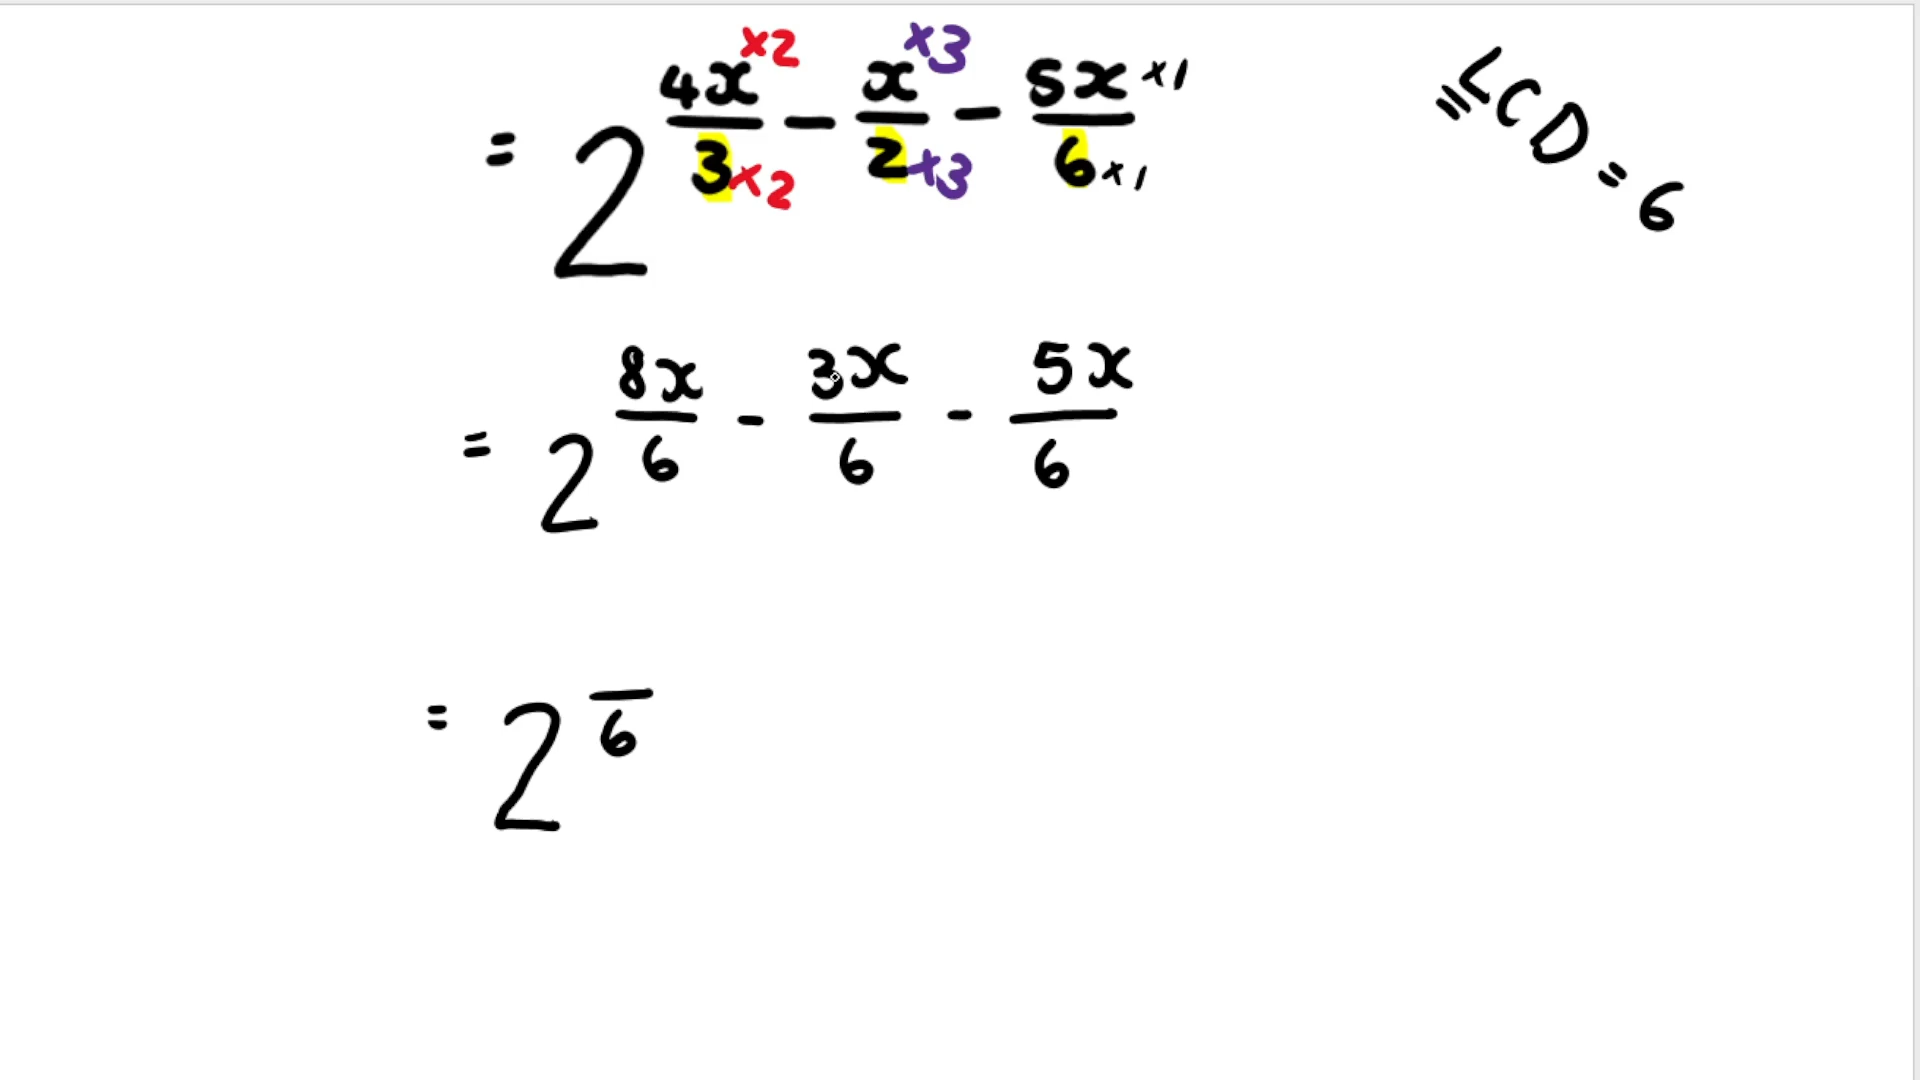 = 2^(4x×2/3×2 − x×3/2×3 − 5x×1/6×1)
LCD = 6
= 2^(8x/6 - 3x/6 - 5x/6)
= 2^( /6)